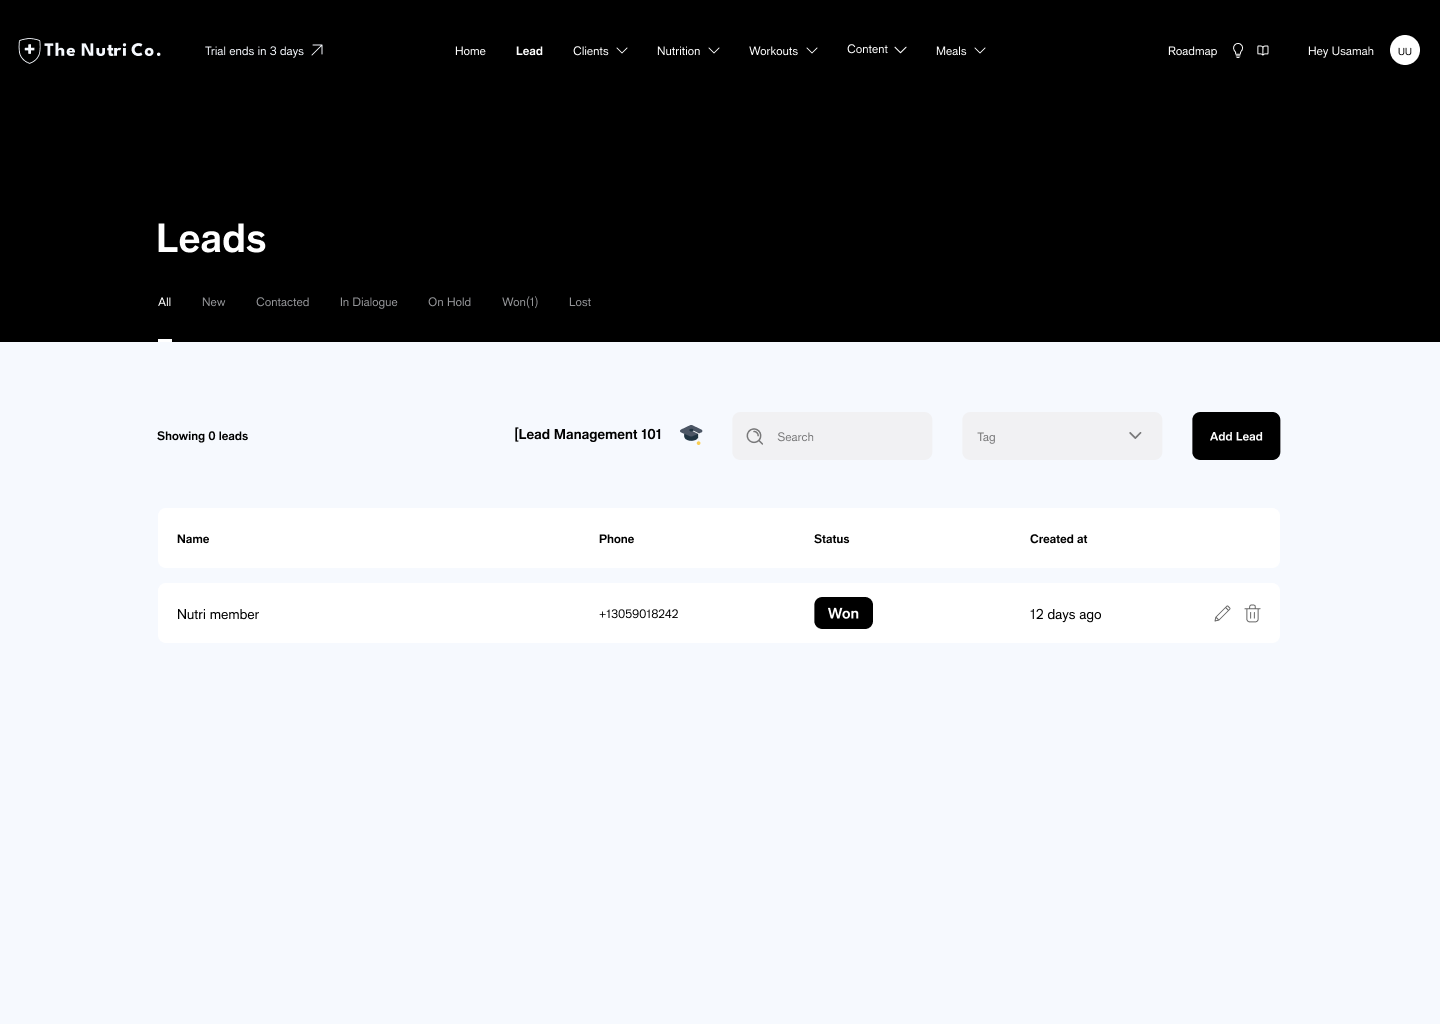 The Nutri Co.
Trial ends in 3 days
Home
Lead
Clients
Nutrition
Workouts
Content
Meals
Roadmap
Hey Usamah
UU
Leads
All
New
Contacted
In Dialogue
On Hold
Won(1)
Lost
Showing 0 leads
[Lead Management 101
Search
Tag
Add Lead
Name
Phone
Status
Created at
Nutri member
+13059018242
Won
12 days ago